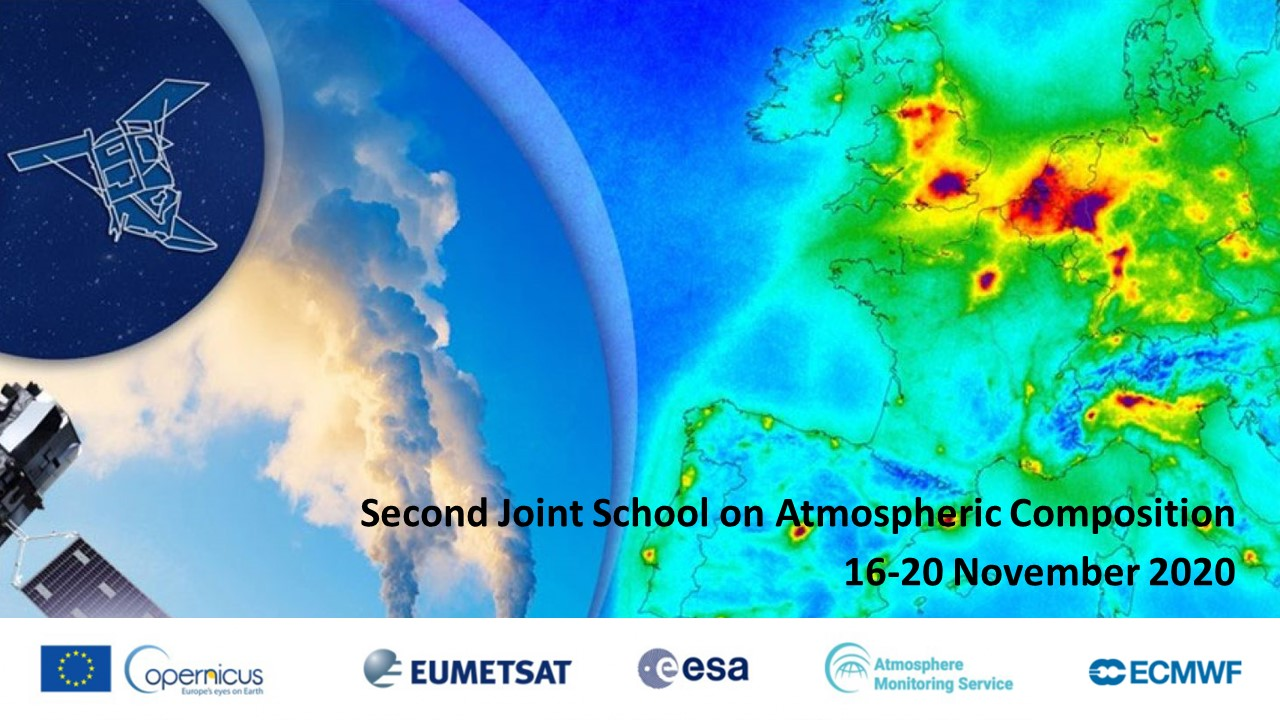 Second Joint School on Atmospheric Composition
16-20 November 2020
Copernicus
Europe's eyes on Earth
EUMETSAT
esa
Atmosphere
Monitoring Service
ECMWF